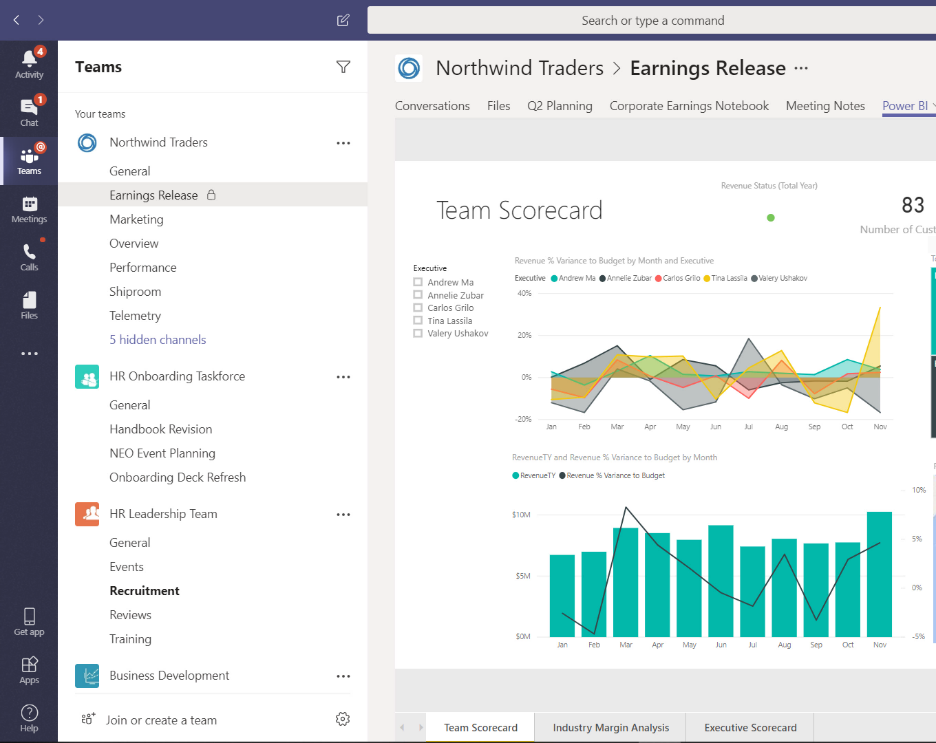 Search or type a command
4
Activity
1
Chat
@
Teams
Meetings
Calls
Files
Get app
Apps
Help
Teams
Your teams
Northwind Traders
General
Earnings Release
Marketing
Overview
Performance
Shiproom
Telemetry
5 hidden channels
HR Onboarding Taskforce
General
Handbook Revision
NEO Event Planning
Onboarding Deck Refresh
HR Leadership Team
General
Events
Recruitment
Reviews
Training
Business Development
Join or create a team
Northwind Traders > Earnings Release ...
Conversations Files Q2 Planning Corporate Earnings Notebook Meeting Notes Power BI
Team Scorecard
Revenue Status (Total Year)
83
Number of Cust
Executive
Andrew Ma
Annelie Zubar
Carlos Grilo
Tina Lassila
Valery Ushakov
Revenue % Variance to Budget by Month and Executive
Executive Andrew Ma Annelie Zubar Carlos Grilo Tina Lassila Valery Ushakov
40%
20%
0%
-20%
Jan Feb Mar Apr May Jun Jul Aug Sep Oct Nov
RevenueTY and Revenue % Variance to Budget by Month
RevenueTY Revenue % Variance to Budget
$10M
$5M
$0M
10%
5%
0%
-5%
Jan Feb Mar Apr May Jun Jul Aug Sep Oct Nov
Team Scorecard Industry Margin Analysis Executive Scorecard